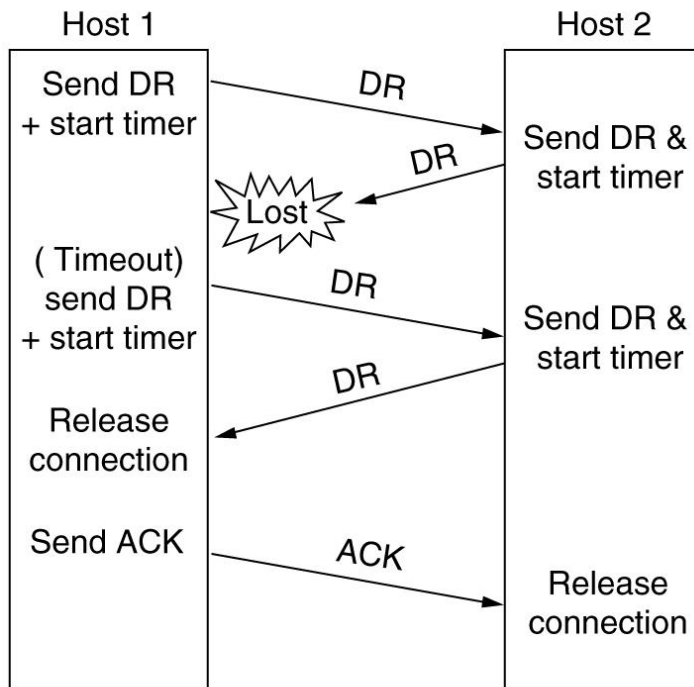 Host 1
Host 2
Send DR
+ start timer
DR
Send DR &
start timer
DR
Lost
( Timeout)
send DR
+ start timer
DR
Send DR &
start timer
DR
Release
connection
Send ACK
ACK
Release
connection